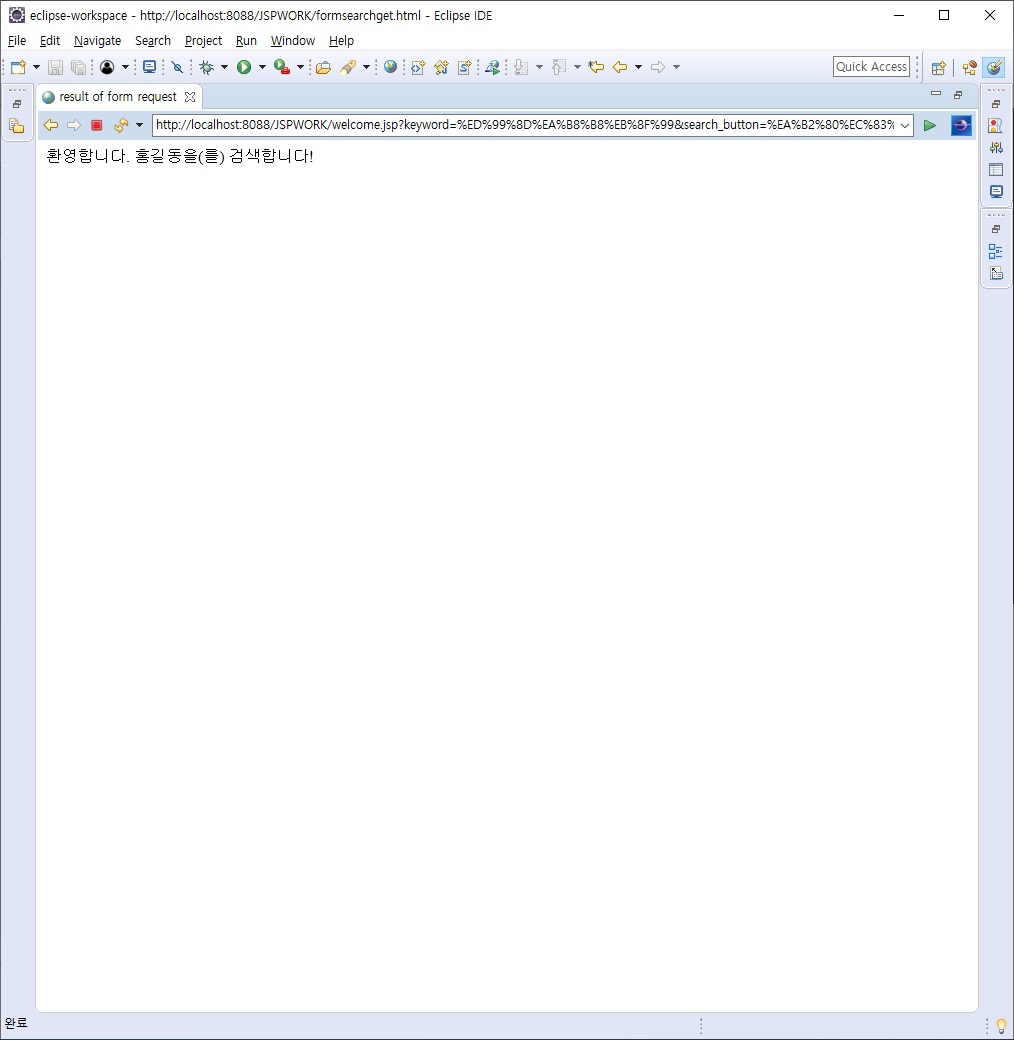 eclipse-workspace - http://localhost:8088/JSPWORK/formsearchget.html - Eclipse IDE
File Edit Navigate Search Project Run Window Help
Quick Access
result of form request
http://localhost:8088/JSPWORK/welcome.jsp?keyword=%ED%99%8D%EA%B8%B8%EB%8F%99&search_button=%EA%B2%80%EC%83%
환영합니다. 홍길동을(를) 검색합니다!
완료